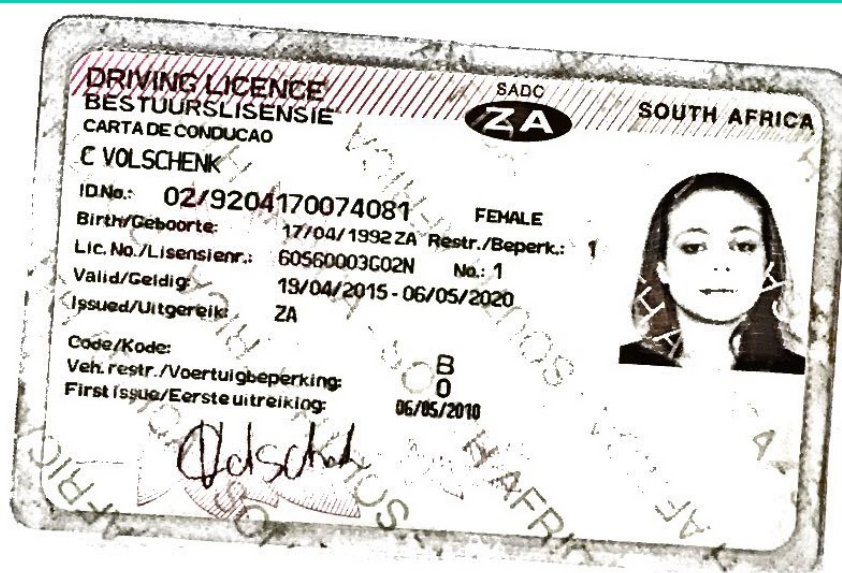 DRIVING LICENCE
BESTUURSLISENSIE
CARTA DE CONDUCAO
SADC
ZA
SOUTH AFRICA
C VOLSCHENK
ID.No.: 02/9204170074081 FEMALE
Birth/Geboorte: 17/04/1992 ZA Restr./Beperk.: 1
Lic. No./Lisensienr.: 60560003G02N No.: 1
Valid/Geldig: 19/04/2015 - 06/05/2020
Issued/Uitgereik: ZA
Code/Kode: B
Veh. restr./Voertuigbeperking: 0
First issue/Eerste uitreiking: 06/05/2010